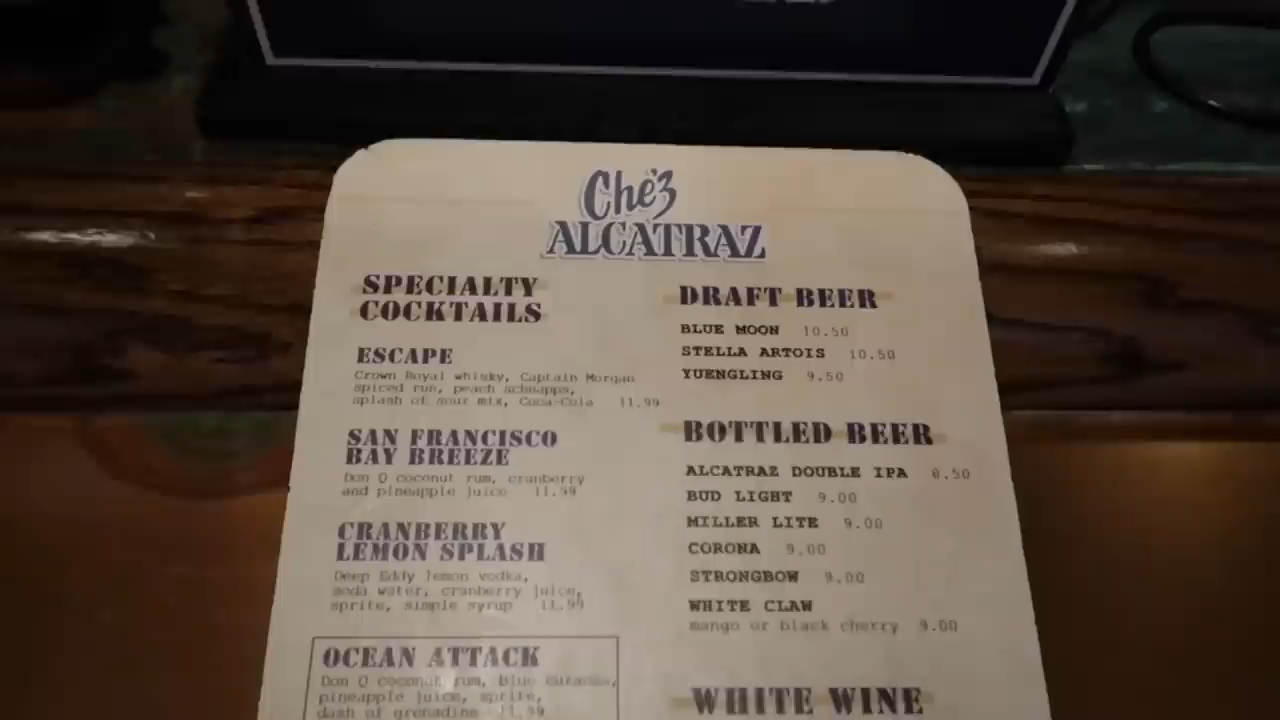 Che'z
ALCATRAZ
SPECIALTY
COCKTAILS
ESCAPE
Crown Royal whisky, Captain Morgan
spiced rum, peach schnapps,
splash of sour mix, Coca-Cola 11.99
SAN FRANCISCO
BAY BREEZE
Don Q coconut rum, cranberry
and pineapple juice 11.99
CRANBERRY
LEMON SPLASH
Deep Eddy lemon vodka,
soda water, cranberry juice,
sprite, simple syrup 11.99
OCEAN ATTACK
Don Q coconut rum, blue curacao,
pineapple juice, sprite,
dash of grenadine 11.99
DRAFT BEER
BLUE MOON 10.50
STELLA ARTOIS 10.50
YUENGLING 9.50
BOTTLED BEER
ALCATRAZ DOUBLE IPA 8.50
BUD LIGHT 9.00
MILLER LITE 9.00
CORONA 9.00
STRONGBOW 9.00
WHITE CLAW
mango or black cherry 9.00
WHITE WINE